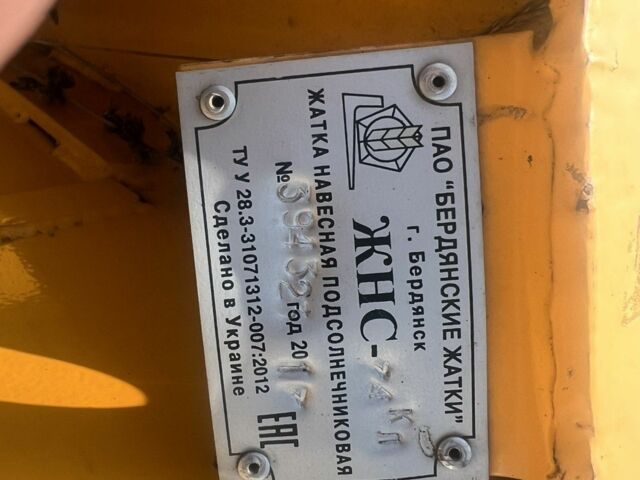 ПАО "БЕРДЯНСКИЕ ЖАТКИ"
г. Бердянск
ЖНС-74КП
ЖАТКА НАВЕСНАЯ ПОДСОЛНЕЧНИКОВАЯ
№ 39432 год 2017
ТУ У 28.3-31071312-007:2012
Сделано в Украине
ЕАС